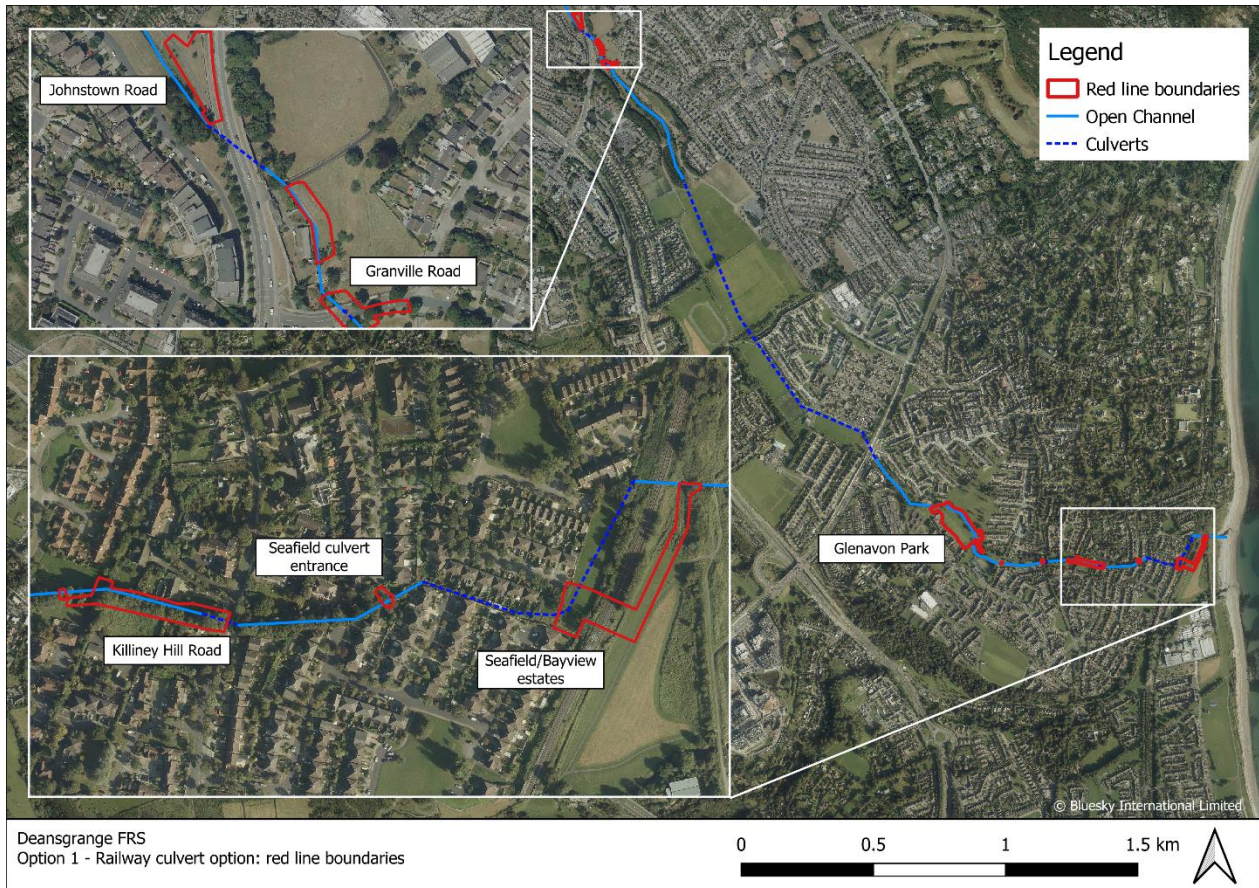 Johnstown Road
Granville Road
Legend
Red line boundaries
Open Channel
Culverts
Seafield culvert
entrance
Killiney Hill Road
Seafield/Bayview
estates
Glenavon Park
© Bluesky International Limited
Deansgrange FRS
Option 1 - Railway culvert option: red line boundaries
0 0.5 1 1.5 km